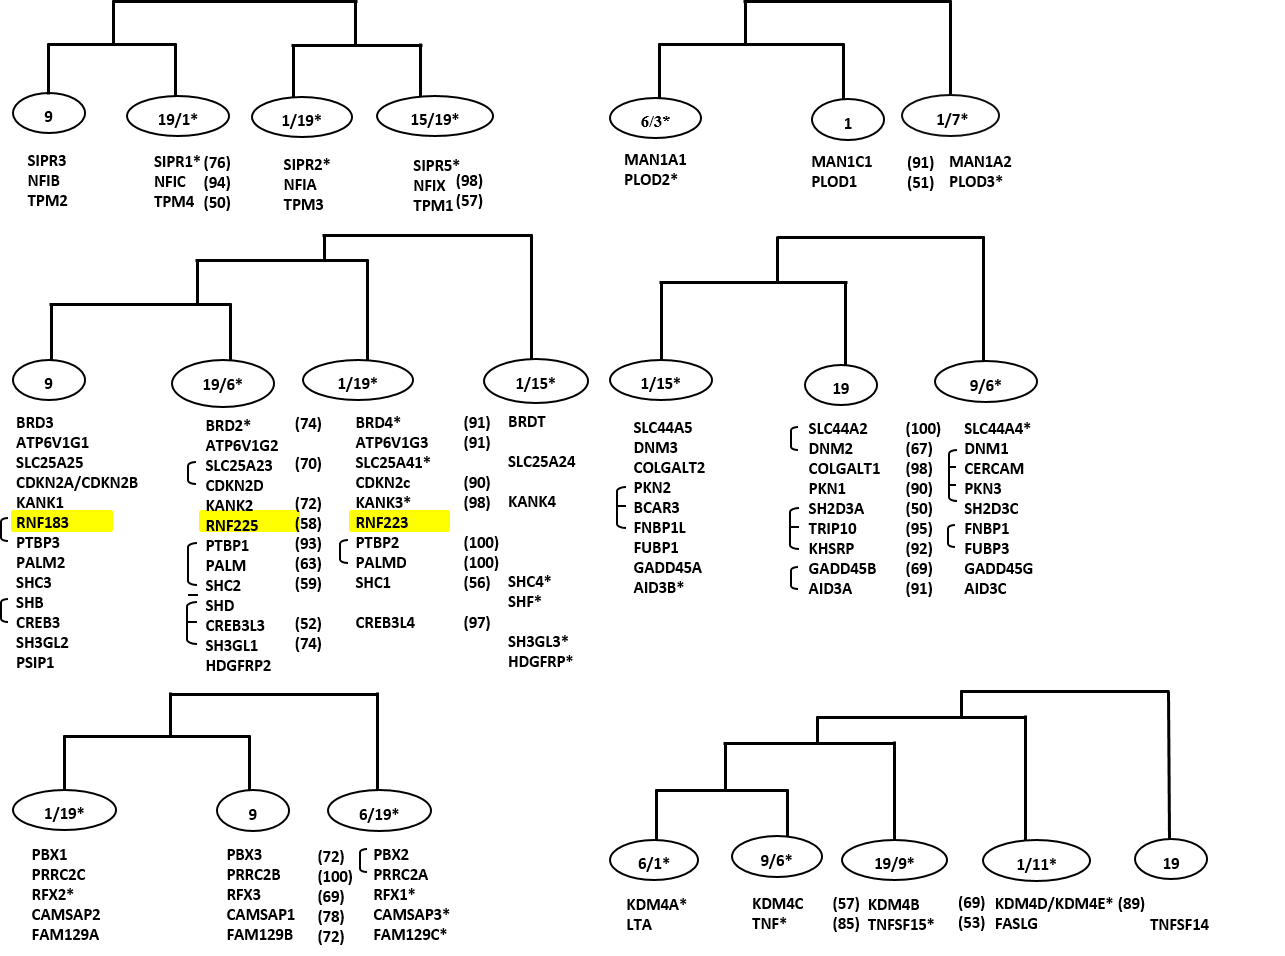 9 19/1* 1/19* 15/19* 6/3* 1 1/7*
SIPR3 SIPR1* (76) SIPR2* SIPR5* MAN1A1 MAN1C1 (91) MAN1A2
NFIB NFIC (94) NFIA NFIX (98) PLOD2* PLOD1 (51) PLOD3*
TPM2 TPM4 (50) TPM3 TPM1 (57)
9 19/6* 1/19* 1/15* 1/15* 19 9/6*
BRD3 BRD2* (74) BRD4* (91) BRDT SLC44A5 SLC44A2 (100) SLC44A4*
ATP6V1G1 ATP6V1G2 ATP6V1G3 (91) DNM3 DNM2 (67) DNM1
SLC25A25 SLC25A23 (70) SLC25A41* SLC25A24 COLGALT2 COLGALT1 (98) CERCAM
CDKN2A/CDKN2B CDKN2D CDKN2c (90) PKN2 PKN1 (90) PKN3
KANK1 KANK2 (72) KANK3* (98) KANK4 BCAR3 SH2D3A (50) SH2D3C
RNF183 RNF225 (58) RNF223 FNBP1L TRIP10 (95) FNBP1
PTBP3 PTBP1 (93) PTBP2 (100) FUBP1 KHSRP (92) FUBP3
PALM2 PALM (63) PALMD (100) GADD45A GADD45B (69) GADD45G
SHC3 SHC2 (59) SHC1 (56) SHC4* AID3B* AID3A (91) AID3C
SHB SHD SHF*
CREB3 CREB3L3 (52) CREB3L4 (97)
SH3GL2 SH3GL1 (74) SH3GL3*
PSIP1 HDGFRP2 HDGFRP*
1/19* 9 6/19* 6/1* 9/6* 19/9* 1/11* 19
PBX1 PBX3 (72) PBX2
PRRC2C PRRC2B (100) PRRC2A
RFX2* RFX3 (69) RFX1* KDM4A* KDM4C (57) KDM4B (69) KDM4D/KDM4E* (89)
CAMSAP2 CAMSAP1 (78) CAMSAP3* LTA TNF* (85) TNFSF15* (53) FASLG TNFSF14
FAM129A FAM129B (72) FAM129C*